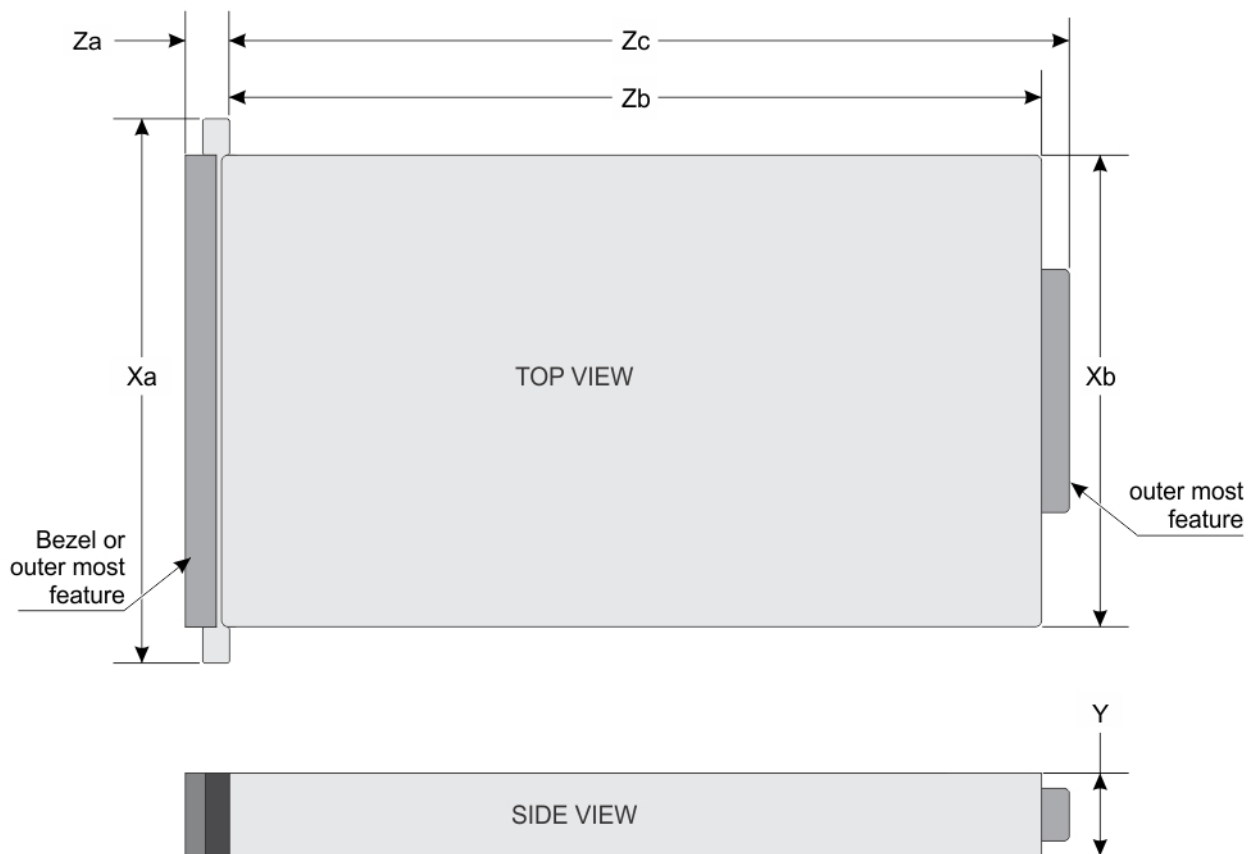 Za
Zc
Zb
Xa
TOP VIEW
Xb
outer most
feature
Bezel or
outer most
feature
Y
SIDE VIEW